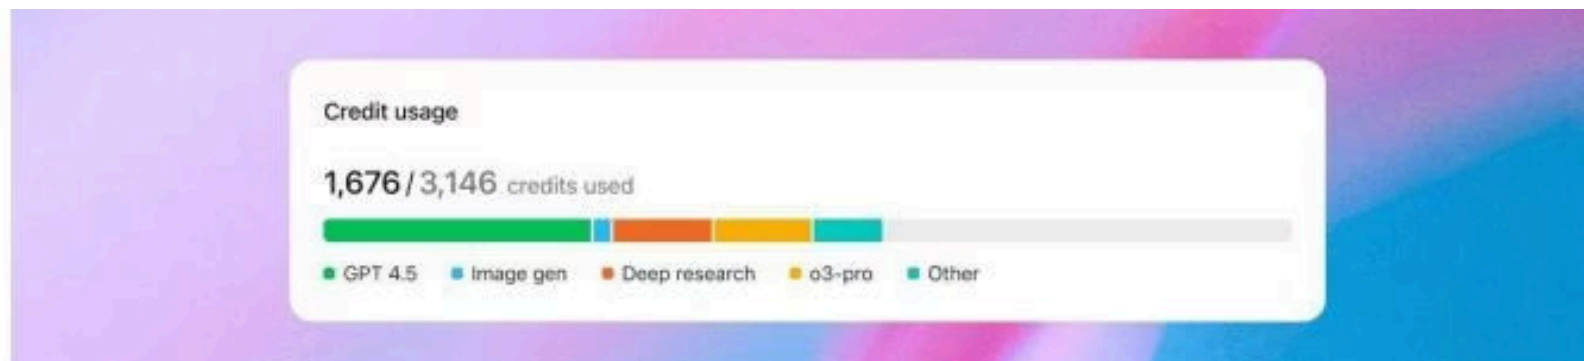 Credit usage
1,676/3,146 credits used
GPT 4.5 Image gen Deep research o3-pro Other